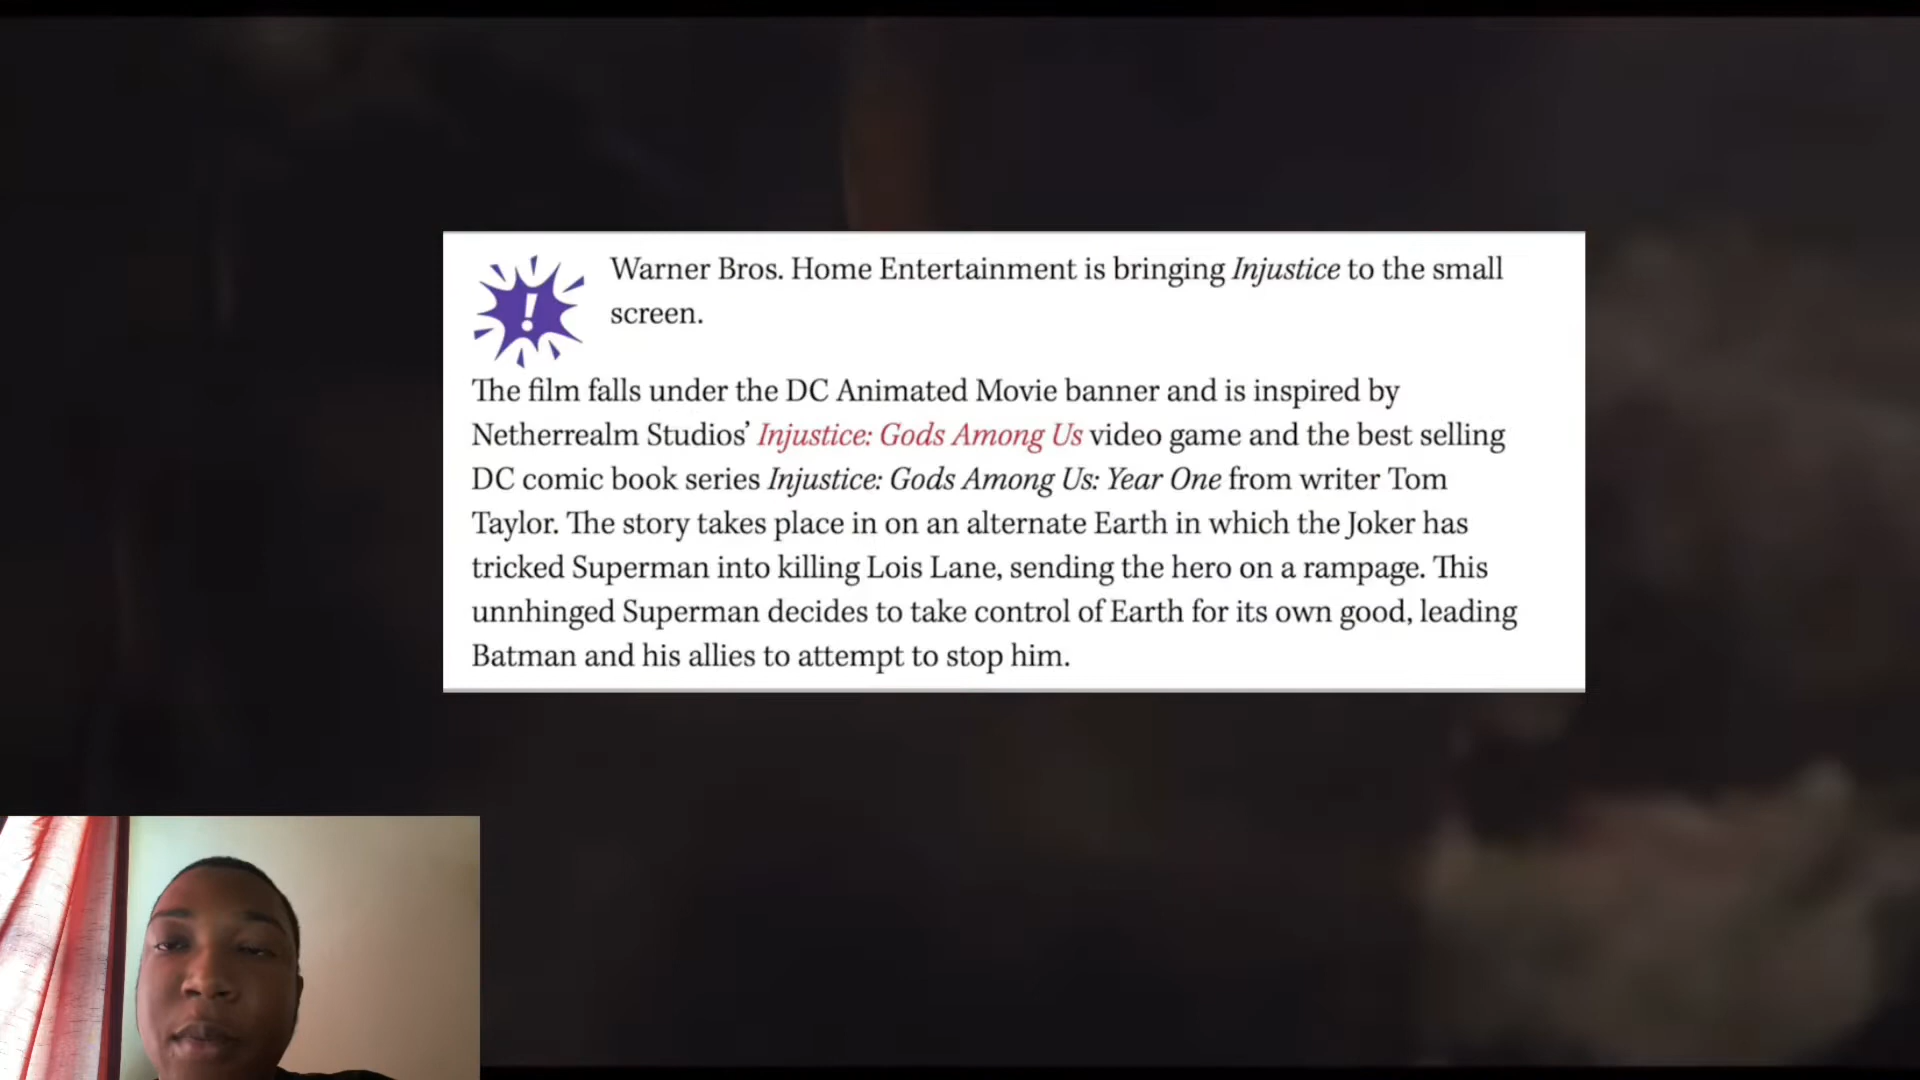 Warner Bros. Home Entertainment is bringing Injustice to the small
screen.
The film falls under the DC Animated Movie banner and is inspired by
Netherrealm Studios’ Injustice: Gods Among Us video game and the best selling
DC comic book series Injustice: Gods Among Us: Year One from writer Tom
Taylor. The story takes place in on an alternate Earth in which the Joker has
tricked Superman into killing Lois Lane, sending the hero on a rampage. This
unnhinged Superman decides to take control of Earth for its own good, leading
Batman and his allies to attempt to stop him.